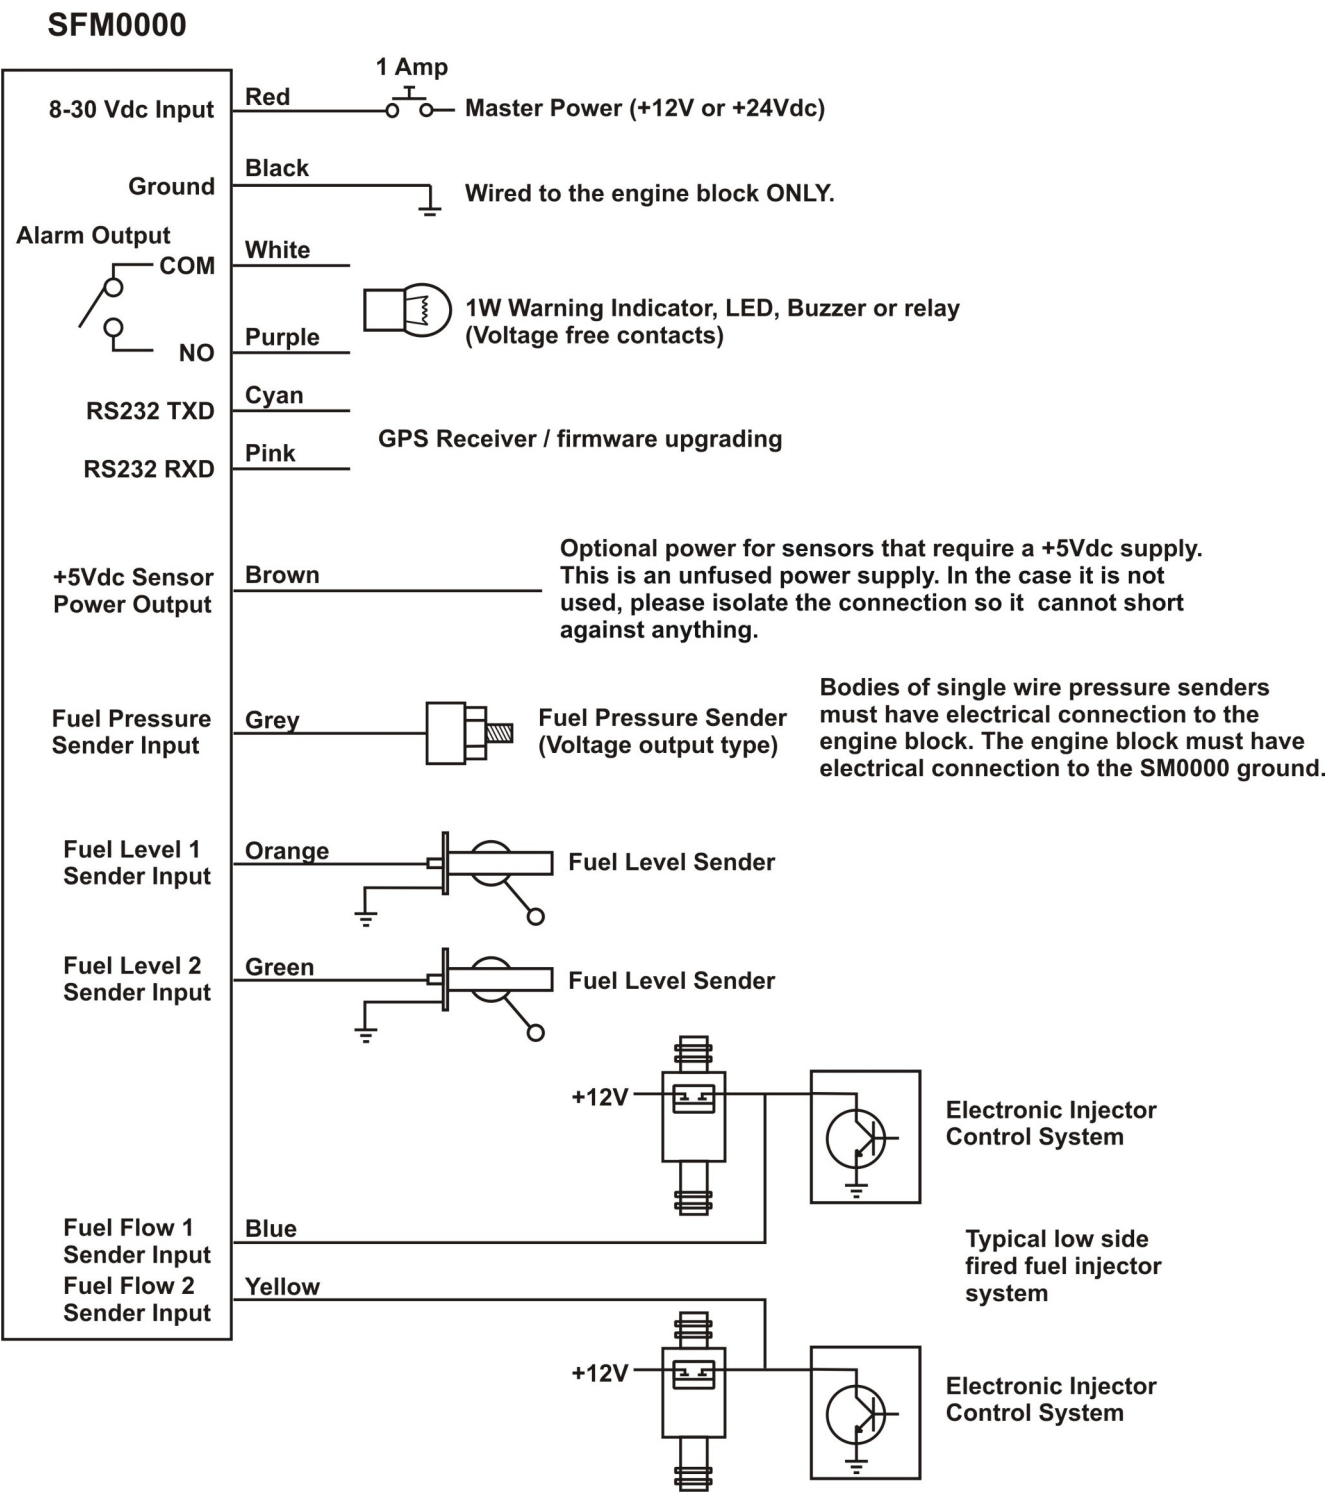 SFM0000
1 Amp
8-30 Vdc Input
Red
Master Power (+12V or +24Vdc)
Ground
Black
Wired to the engine block ONLY.
Alarm Output
COM
White
1W Warning Indicator, LED, Buzzer or relay
(Voltage free contacts)
NO
Purple
RS232 TXD
Cyan
GPS Receiver / firmware upgrading
RS232 RXD
Pink
+5Vdc Sensor
Power Output
Brown
Optional power for sensors that require a +5Vdc supply.
This is an unfused power supply. In the case it is not
used, please isolate the connection so it  cannot short
against anything.
Fuel Pressure
Sender Input
Grey
Fuel Pressure Sender
(Voltage output type)
Bodies of single wire pressure senders
must have electrical connection to the
engine block. The engine block must have
electrical connection to the SM0000 ground.
Fuel Level 1
Sender Input
Orange
Fuel Level Sender
Fuel Level 2
Sender Input
Green
Fuel Level Sender
+12V
Electronic Injector
Control System
Fuel Flow 1
Sender Input
Blue
Typical low side
fired fuel injector
system
Fuel Flow 2
Sender Input
Yellow
+12V
Electronic Injector
Control System